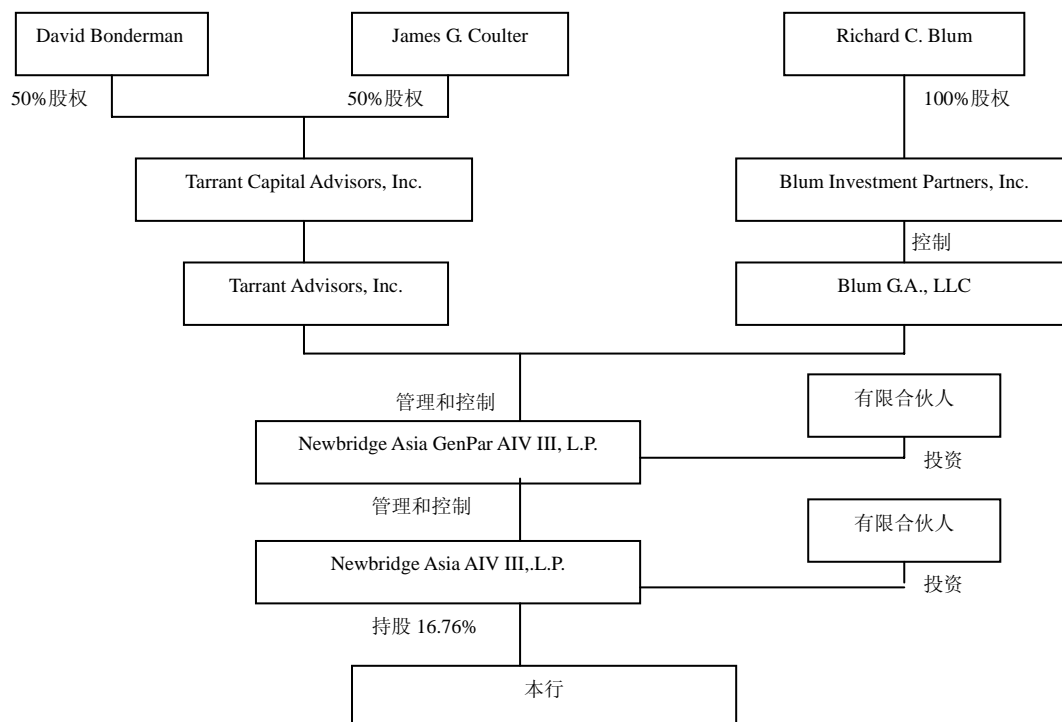 David Bonderman
James G. Coulter
Richard C. Blum
50%股权
50%股权
100%股权
Tarrant Capital Advisors, Inc.
Blum Investment Partners, Inc.
控制
Tarrant Advisors, Inc.
Blum G.A., LLC
管理和控制
有限合伙人
Newbridge Asia GenPar AIV III, L.P.
投资
管理和控制
有限合伙人
Newbridge Asia AIV III,.L.P.
投资
持股 16.76%
本行